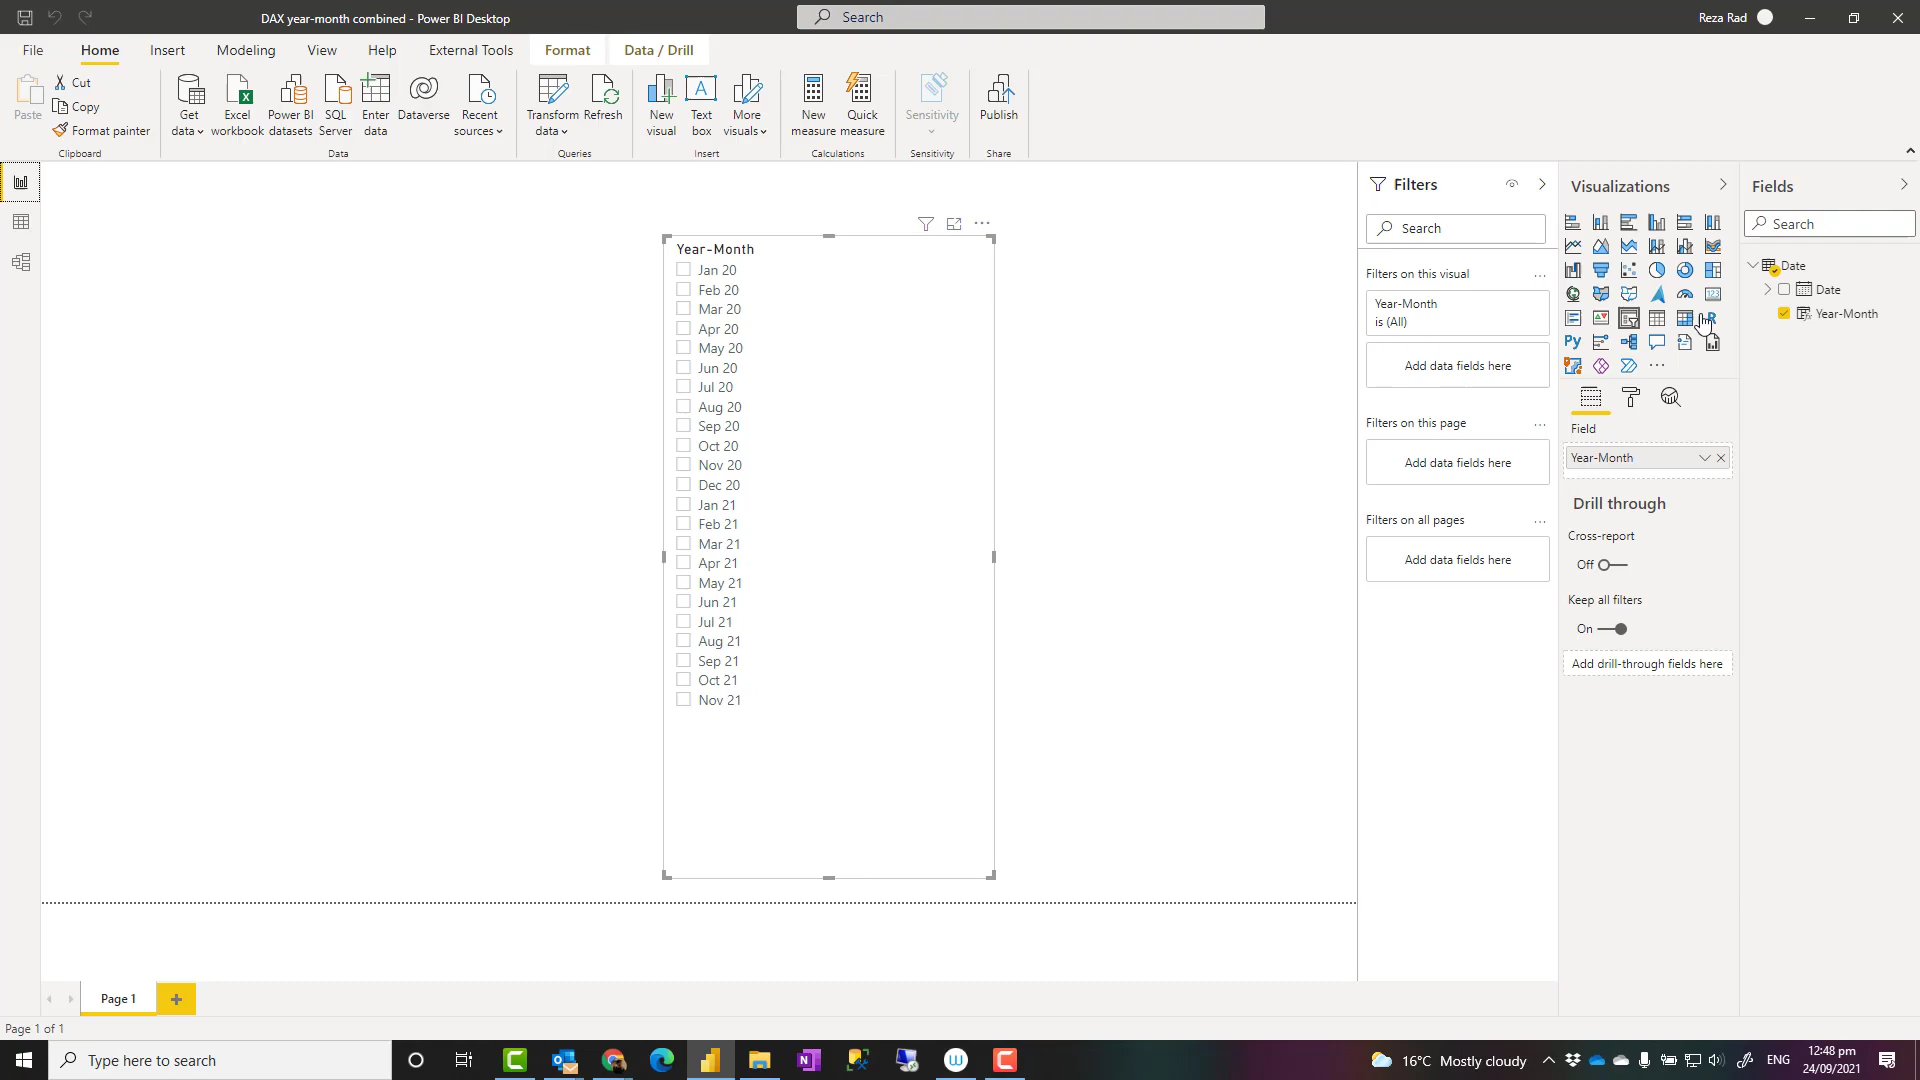 DAX year-month combined - Power BI Desktop
Search
Reza Rad
File
Home
Insert
Modeling
View
Help
External Tools
Format
Data / Drill
Paste
Cut
Copy
Format painter
Clipboard
Get
data
Excel
workbook
Power BI
datasets
SQL
Server
Enter
data
Dataverse
Recent
sources
Data
Transform
data
Refresh
Queries
New
visual
Text
box
More
visuals
Insert
New
measure
Quick
measure
Calculations
Sensitivity
Sensitivity
Publish
Share
Year-Month
Jan 20
Feb 20
Mar 20
Apr 20
May 20
Jun 20
Jul 20
Aug 20
Sep 20
Oct 20
Nov 20
Dec 20
Jan 21
Feb 21
Mar 21
Apr 21
May 21
Jun 21
Jul 21
Aug 21
Sep 21
Oct 21
Nov 21
Filters
Search
Filters on this visual
Year-Month
is (All)
Add data fields here
Filters on this page
Add data fields here
Filters on all pages
Add data fields here
Visualizations
Py
Field
Year-Month
Drill through
Cross-report
Off
Keep all filters
On
Add drill-through fields here
Fields
Search
Date
Date
Year-Month
Page 1
Page 1 of 1
Type here to search
16°C Mostly cloudy
ENG
12:48 pm
24/09/2021